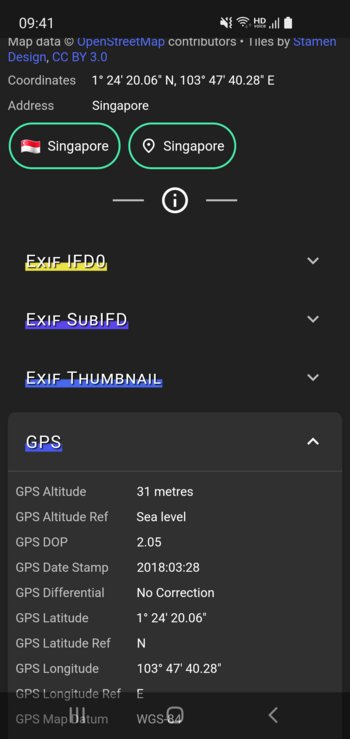 09:41
HD
VOICE
Map data © OpenStreetMap contributors • Tiles by Stamen
Design, CC BY 3.0
Coordinates 1° 24' 20.06" N, 103° 47' 40.28" E
Address Singapore
Singapore Singapore
Exif IFD0
Exif SubIFD
Exif Thumbnail
GPS
GPS Altitude 31 metres
GPS Altitude Ref Sea level
GPS DOP 2.05
GPS Date Stamp 2018:03:28
GPS Differential No Correction
GPS Latitude 1° 24' 20.06"
GPS Latitude Ref N
GPS Longitude 103° 47' 40.28"
GPS Longitude Ref E
GPS Map Datum WGS-84